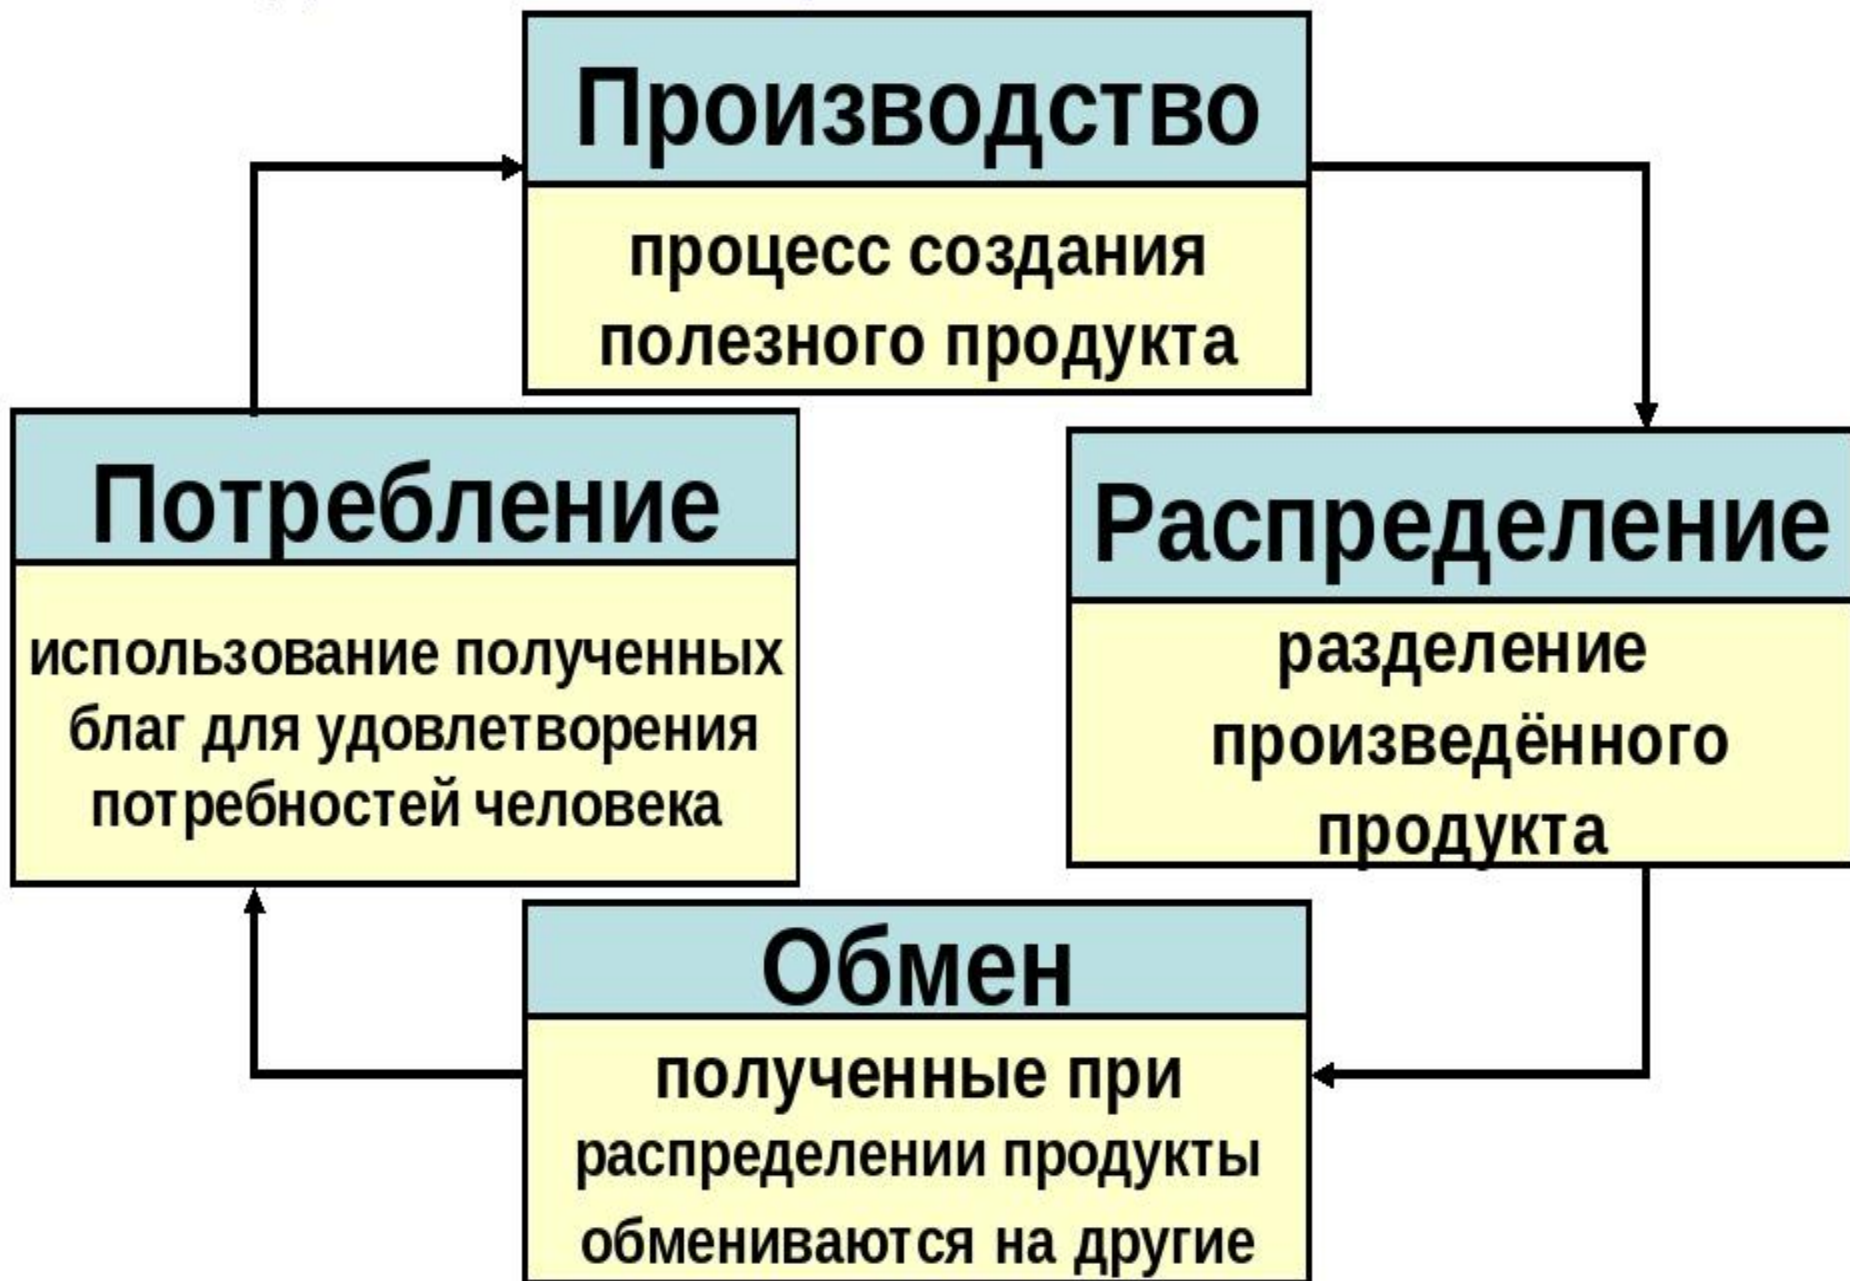 Производство
процесс создания
полезного продукта
Потребление
использование полученных
благ для удовлетворения
потребностей человека
Распределение
разделение
произведённого
продукта
Обмен
полученные при
распределении продукты
обмениваются на другие